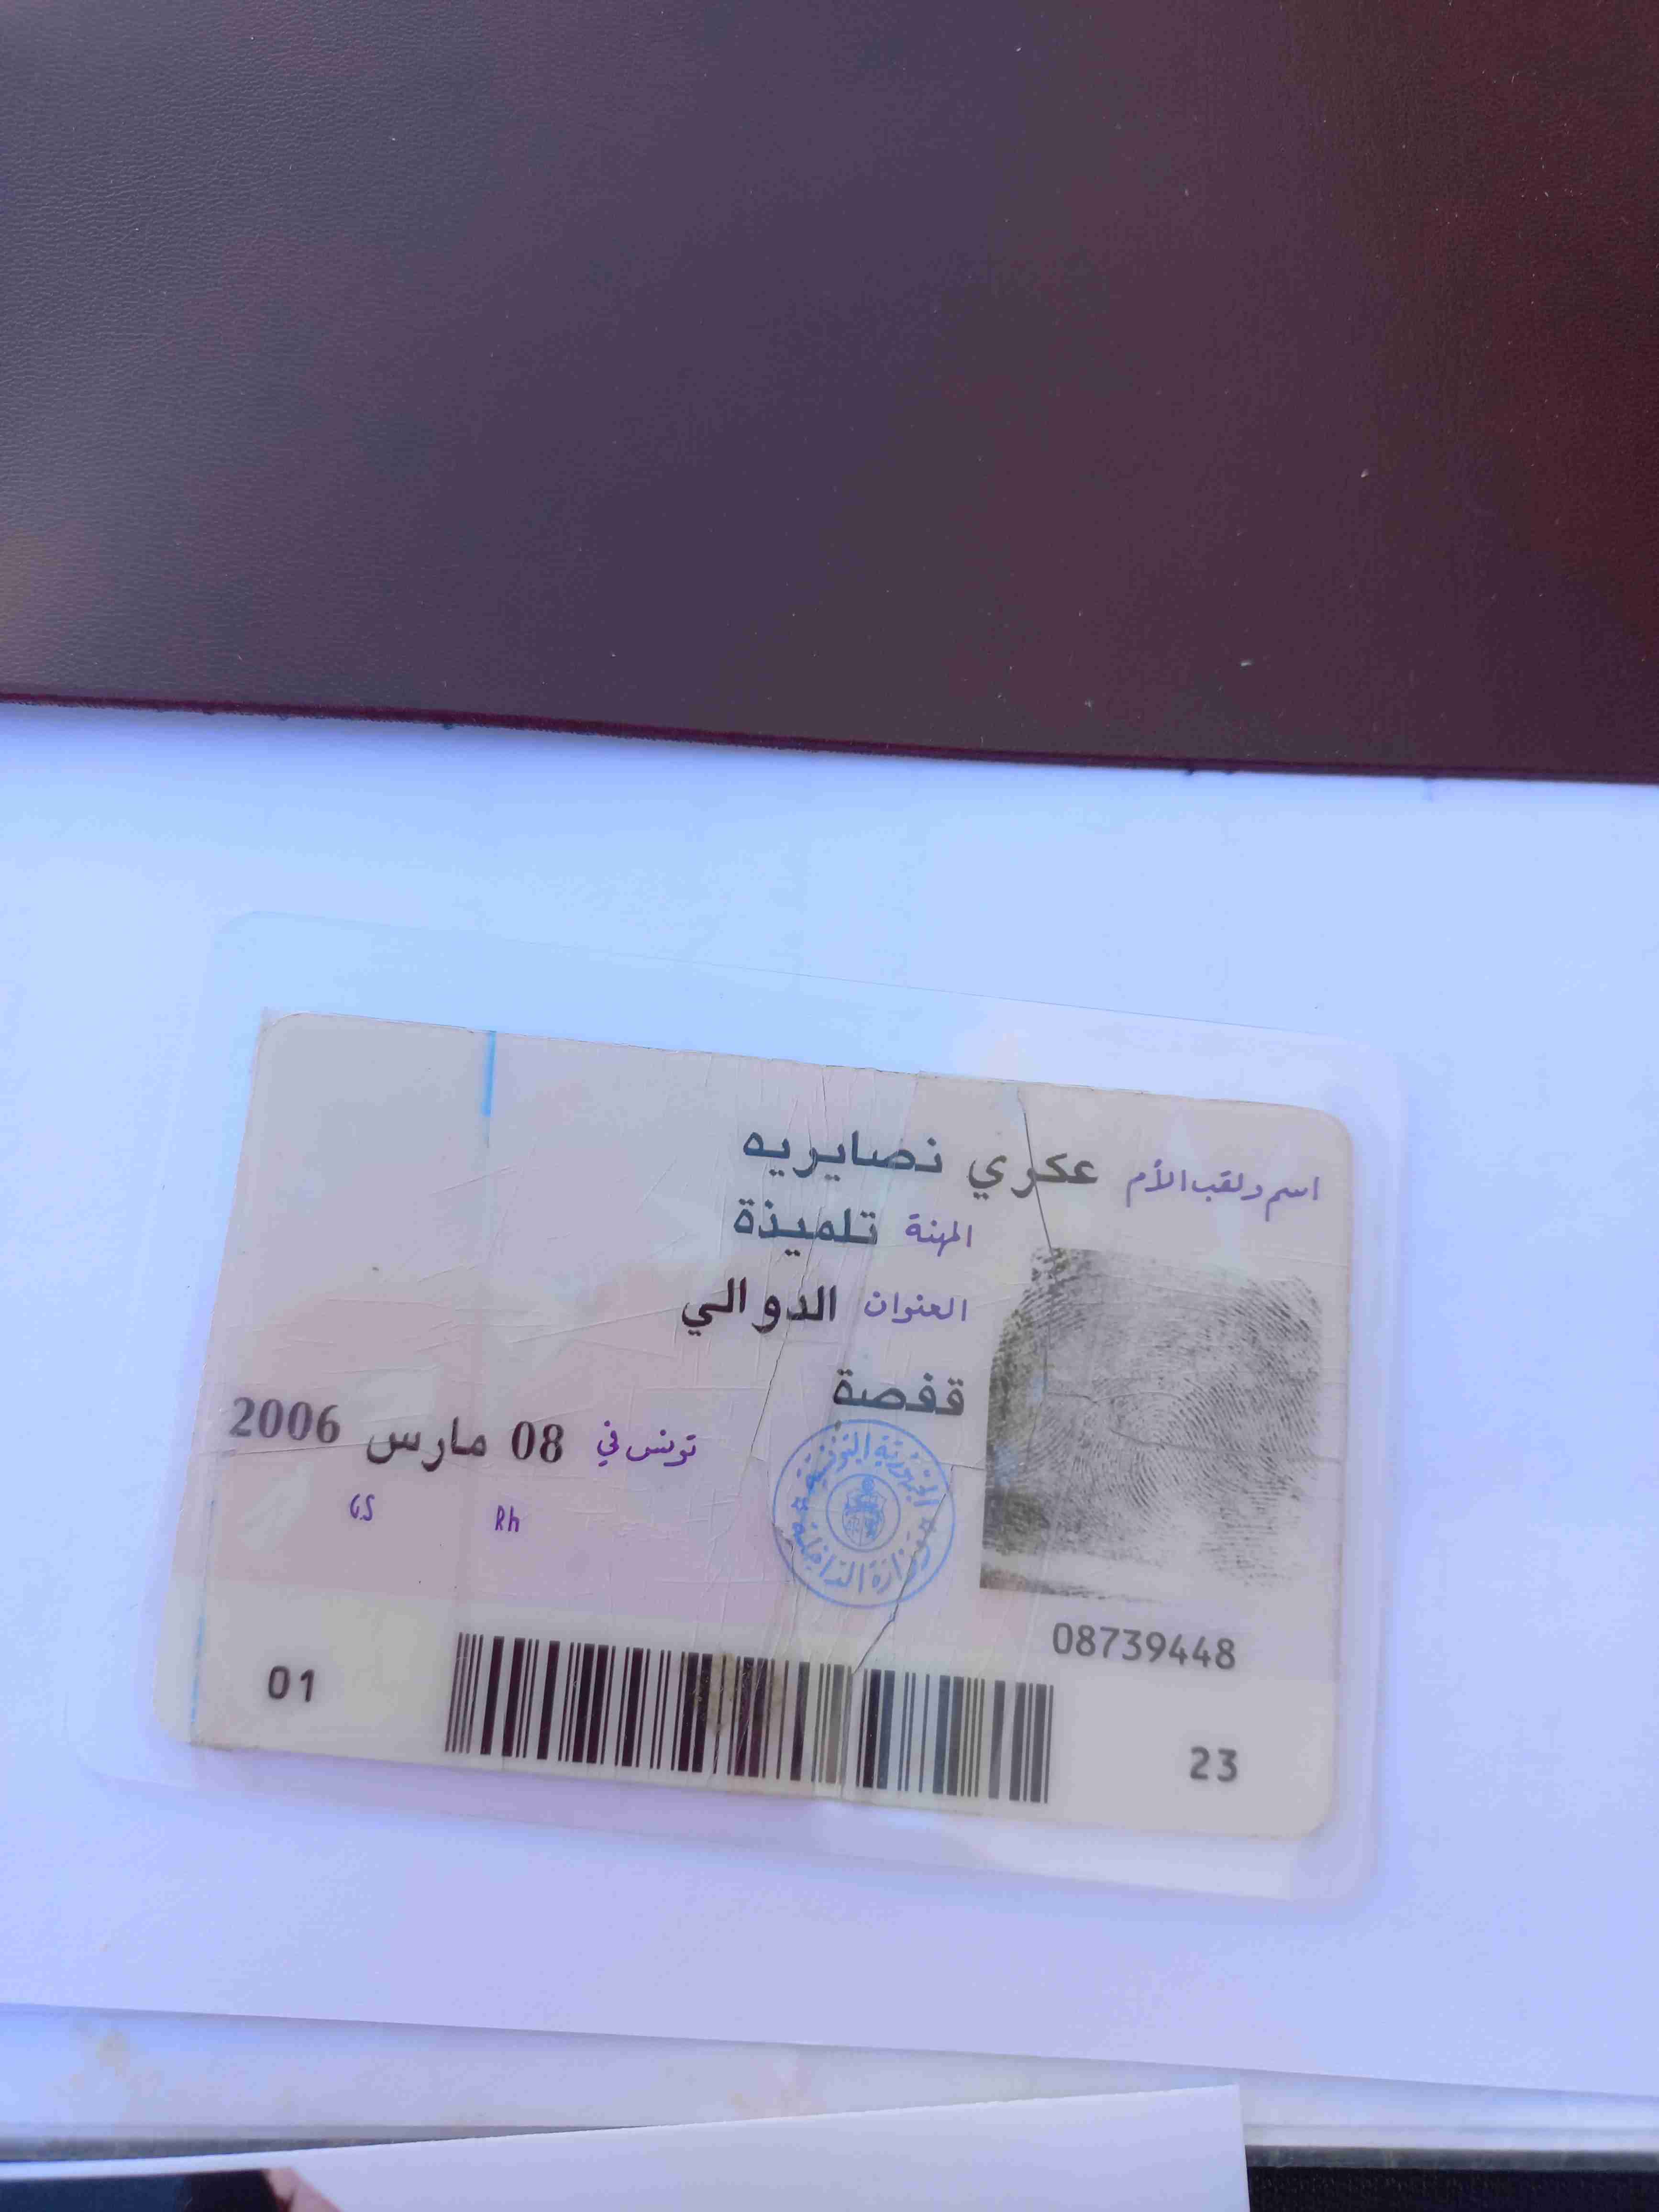 اسم ولقب الأم عكري نصايريه
المهنة تلميذة
العنوان الدوالي
قفصة
تونس في 08 مارس 2006
Rh GS
الجمهورية التونسية
وزارة الداخلية
08739448
01
23